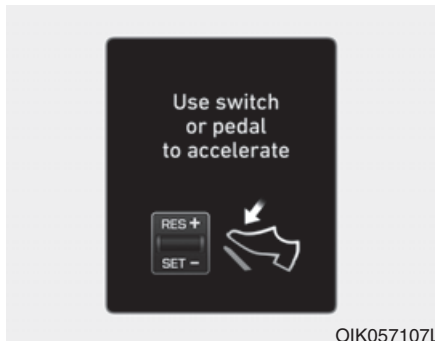 Use switch
or pedal
to accelerate
RES +
SET -
OIK057107L